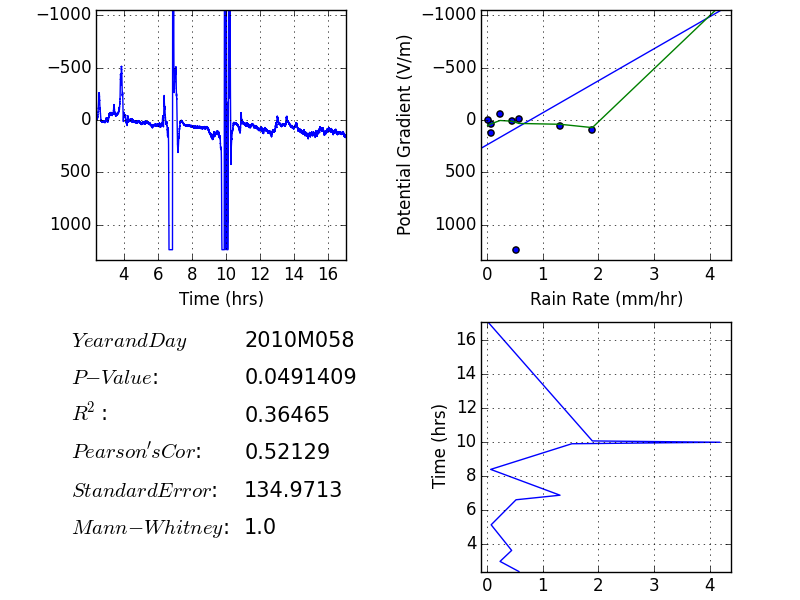 −1000
−500
0
500
1000
4 6 8 10 12 14 16
Time (hrs)
Potential Gradient (V/m)
−1000
−500
0
500
1000
0 1 2 3 4
Rain Rate (mm/hr)
YearandDay 2010M058
P−Value: 0.0491409
R²: 0.36465
Pearson'sCor: 0.52129
StandardError: 134.9713
Mann−Whitney: 1.0
Time (hrs)
16
14
12
10
8
6
4
0 1 2 3 4